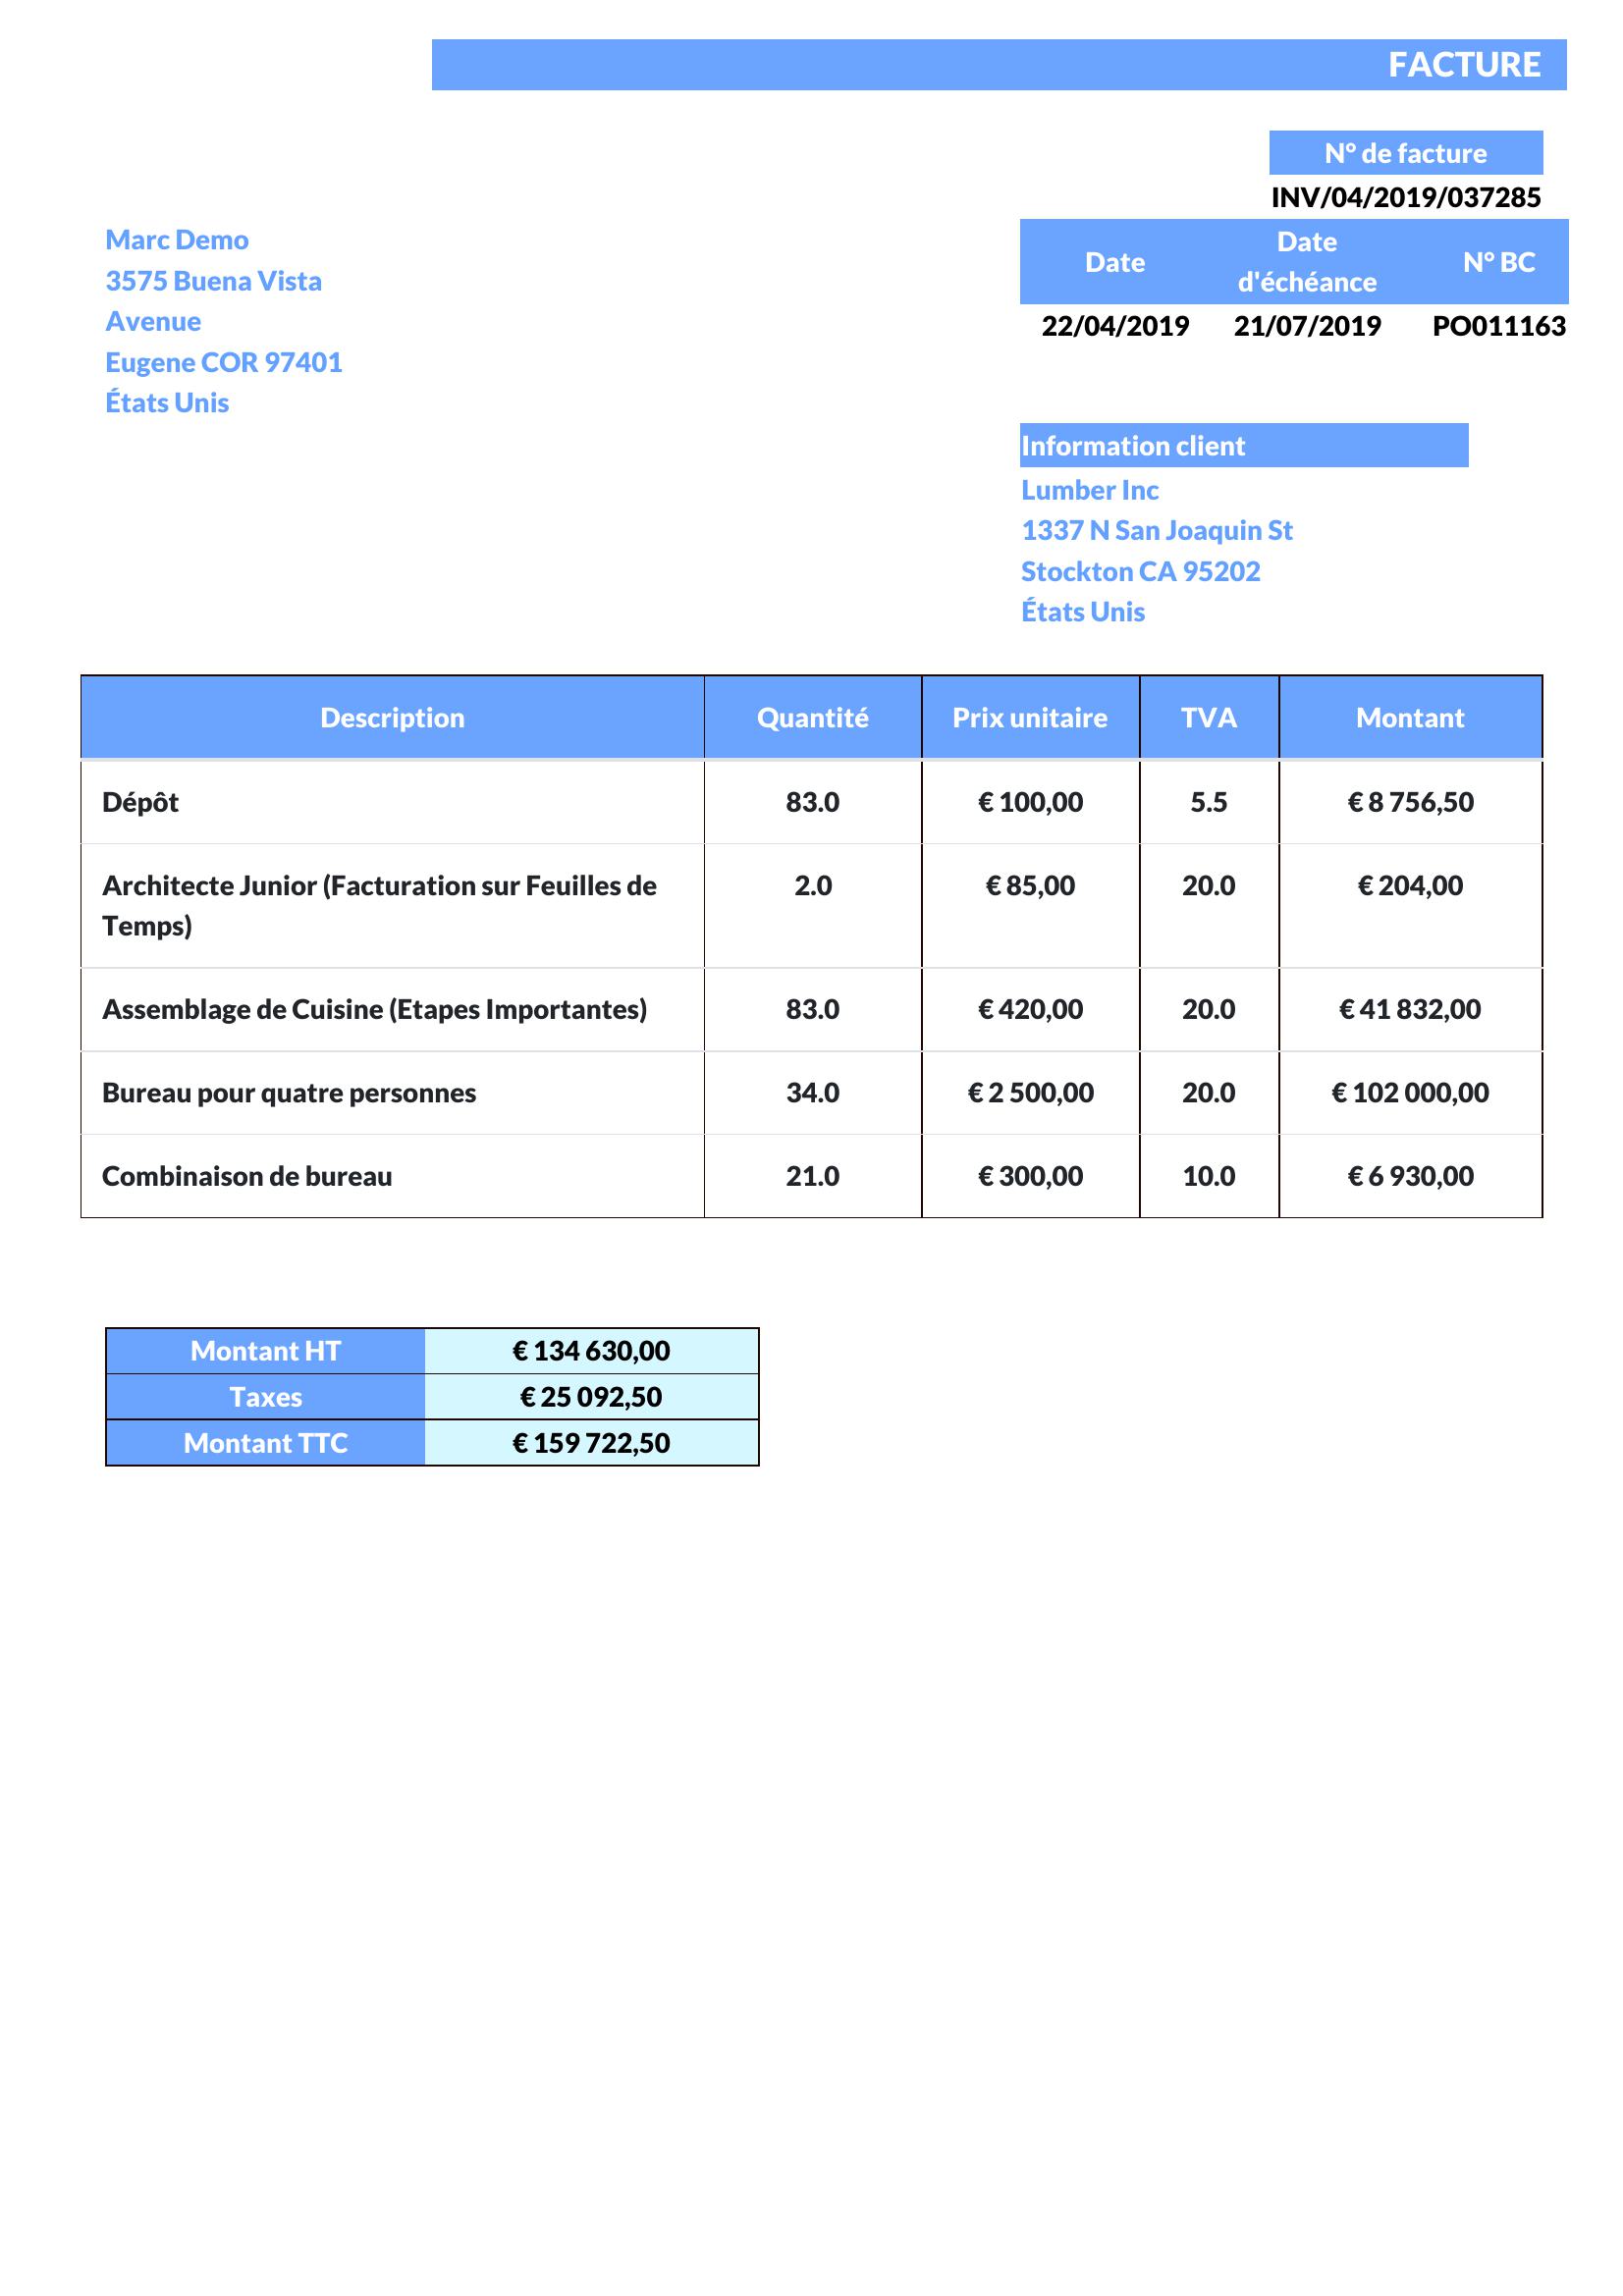 FACTURE
N° de facture
INV/04/2019/037285
Marc Demo
3575 Buena Vista
Avenue
Eugene COR 97401
États Unis
Date Date d'échéance N° BC
22/04/2019 21/07/2019 PO011163
Information client
Lumber Inc
1337 N San Joaquin St
Stockton CA 95202
États Unis
Description Quantité Prix unitaire TVA Montant
Dépôt 83.0 € 100,00 5.5 € 8 756,50
Architecte Junior (Facturation sur Feuilles de 2.0 € 85,00 20.0 € 204,00
Temps)
Assemblage de Cuisine (Etapes Importantes) 83.0 € 420,00 20.0 € 41 832,00
Bureau pour quatre personnes 34.0 € 2 500,00 20.0 € 102 000,00
Combinaison de bureau 21.0 € 300,00 10.0 € 6 930,00
Montant HT € 134 630,00
Taxes € 25 092,50
Montant TTC € 159 722,50